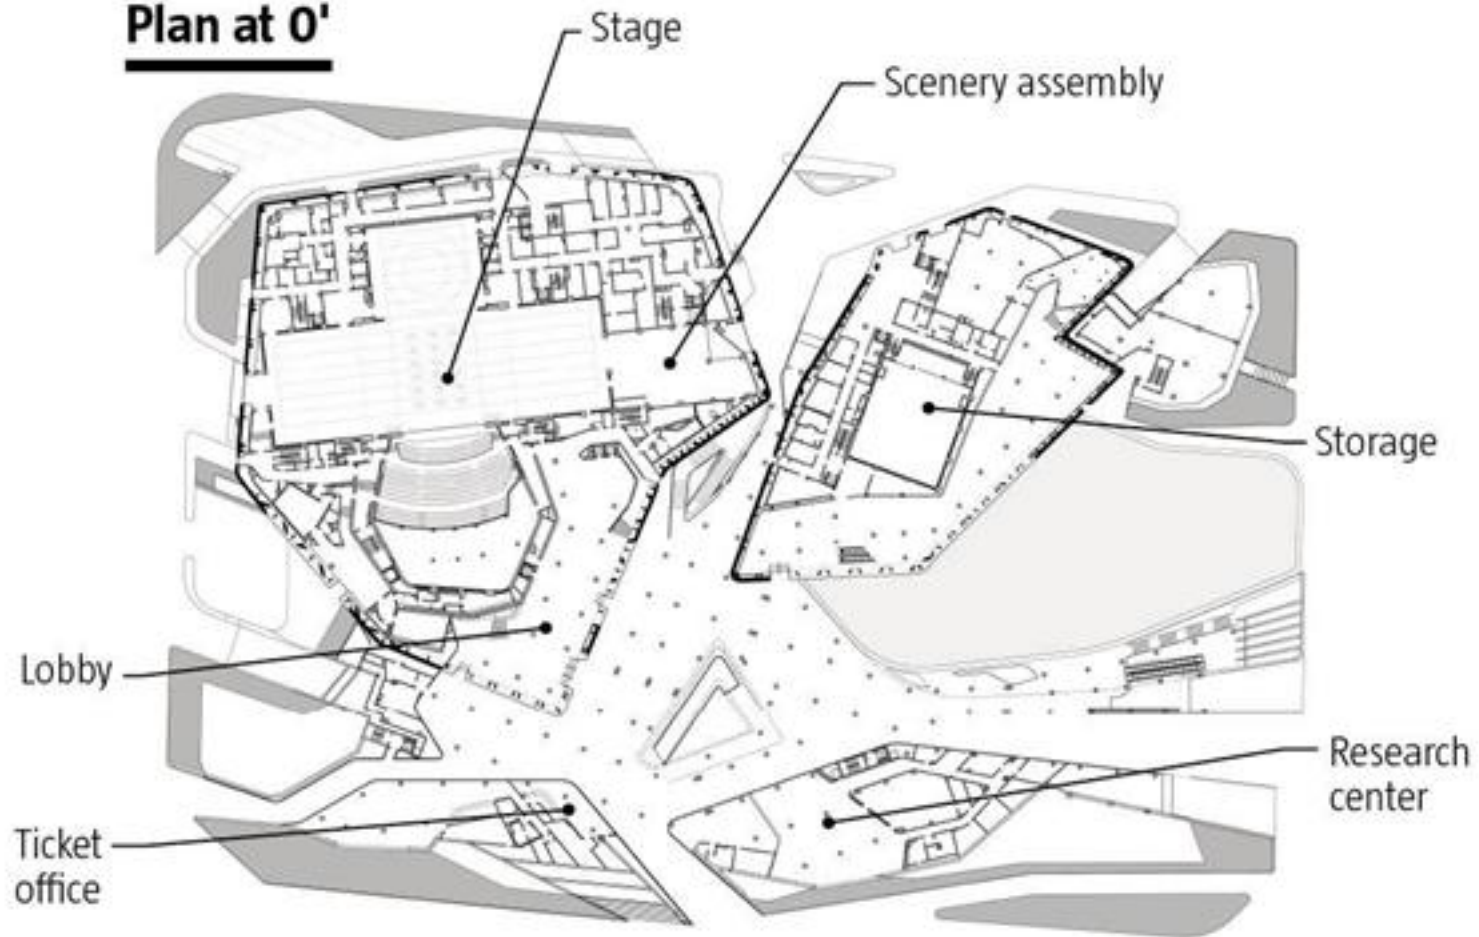 Plan at 0'
Stage
Scenery assembly
Storage
Lobby
Research
center
Ticket
office